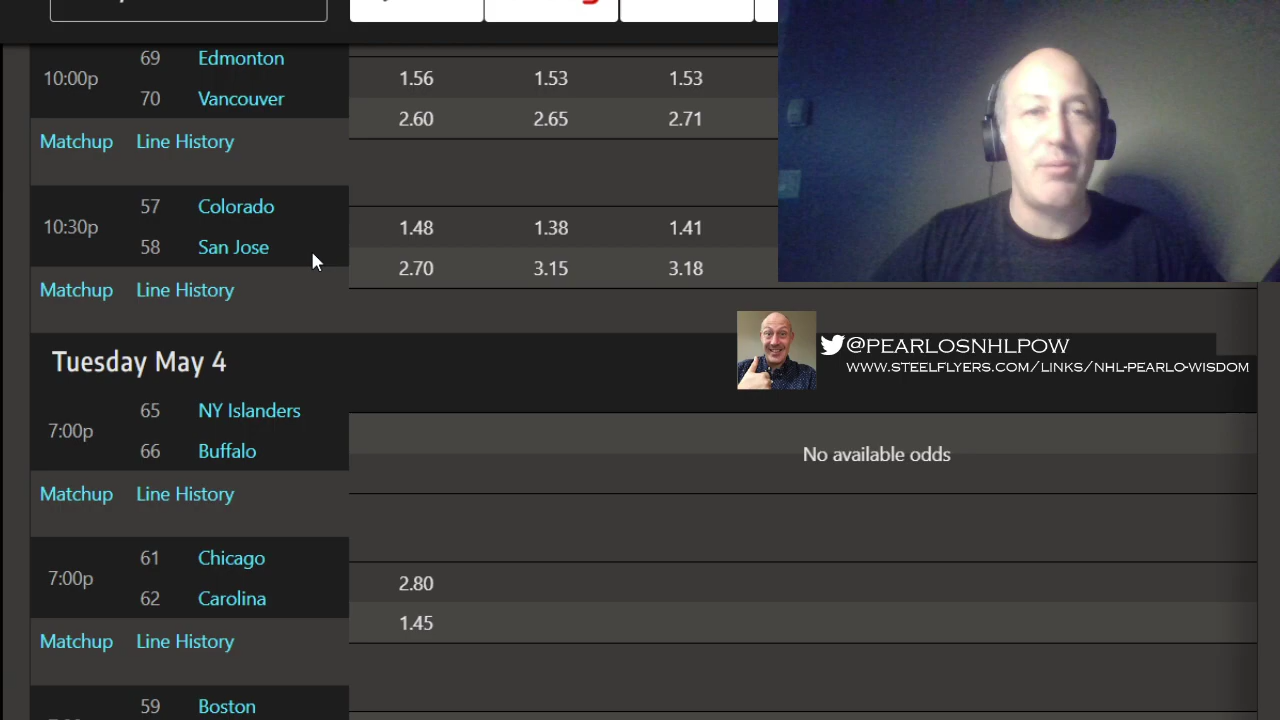 69 Edmonton
10:00p
1.56 1.53 1.53
70 Vancouver
2.60 2.65 2.71
Matchup Line History
57 Colorado
10:30p
1.48 1.38 1.41
58 San Jose
2.70 3.15 3.18
Matchup Line History
Tuesday May 4
@PEARLOSNHLPOW
WWW.STEELFLYERS.COM/LINKS/NHL-PEARLO-WISDOM
65 NY Islanders
7:00p
66 Buffalo
No available odds
Matchup Line History
61 Chicago
7:00p
2.80
62 Carolina
1.45
Matchup Line History
59 Boston